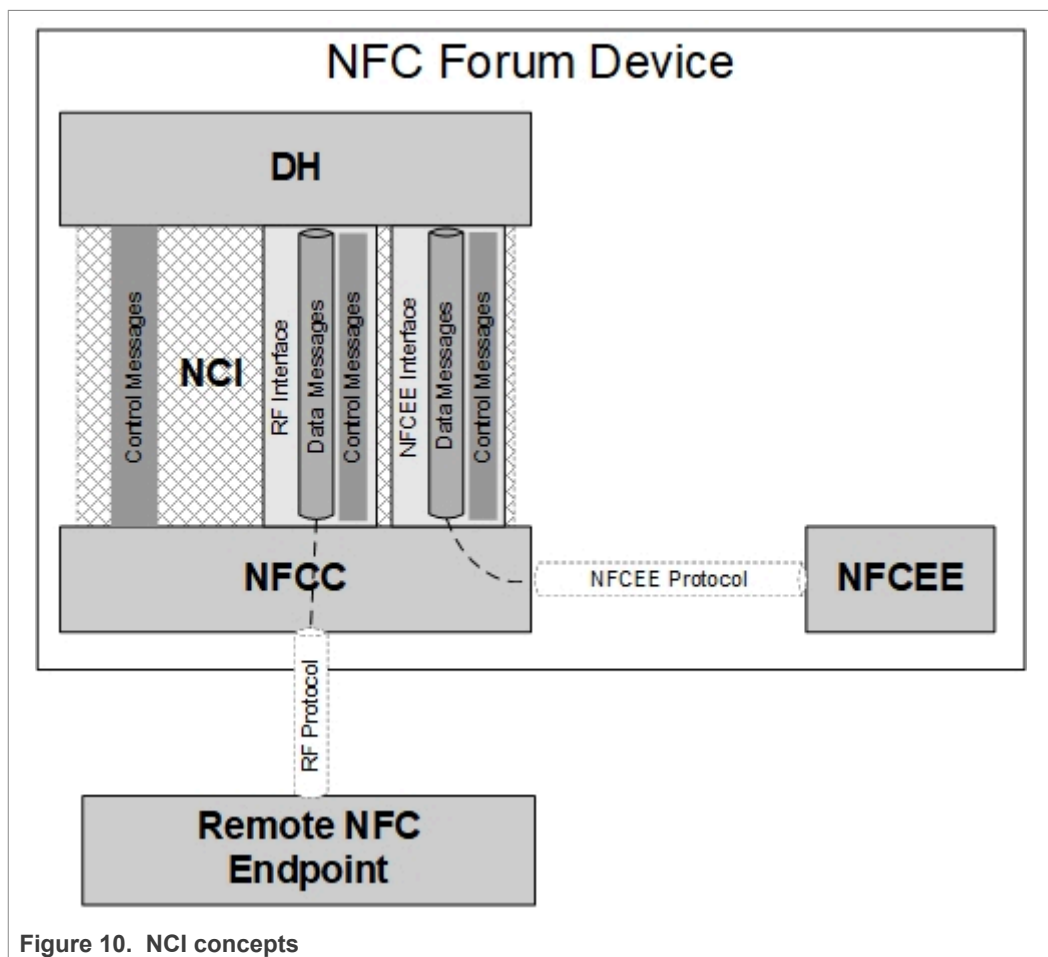 NFC Forum Device
DH
Control Messages
NCI
RF Interface
Data Messages
Control Messages
NFCEE Interface
Data Messages
Control Messages
NFCC
NFCEE Protocol
NFCEE
RF Protocol
Remote NFC
Endpoint
Figure 10. NCI concepts